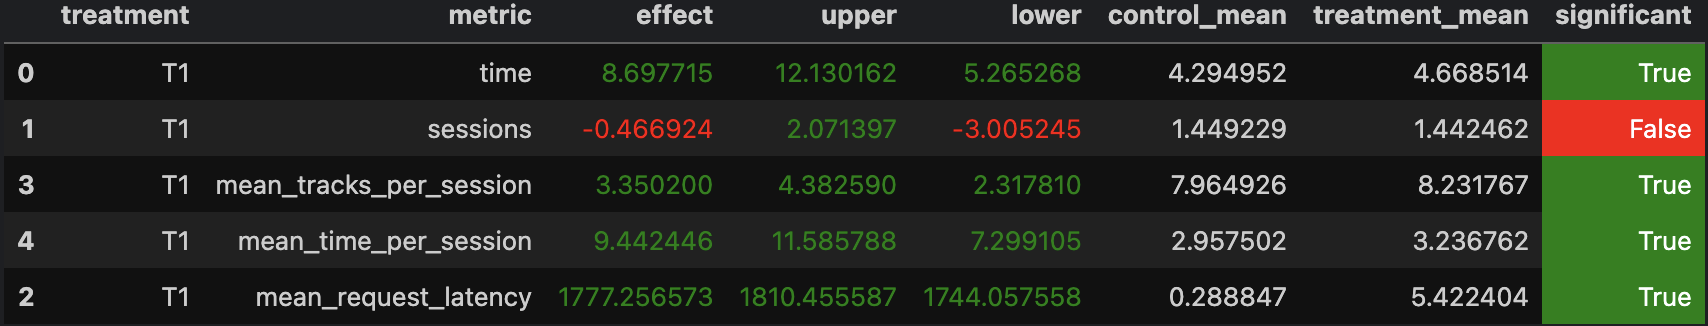 treatment metric effect upper lower control_mean treatment_mean significant
0 T1 time 8.697715 12.130162 5.265268 4.294952 4.668514 True
1 T1 sessions -0.466924 2.071397 -3.005245 1.449229 1.442462 False
3 T1 mean_tracks_per_session 3.350200 4.382590 2.317810 7.964926 8.231767 True
4 T1 mean_time_per_session 9.442446 11.585788 7.299105 2.957502 3.236762 True
2 T1 mean_request_latency 1777.256573 1810.455587 1744.057558 0.288847 5.422404 True